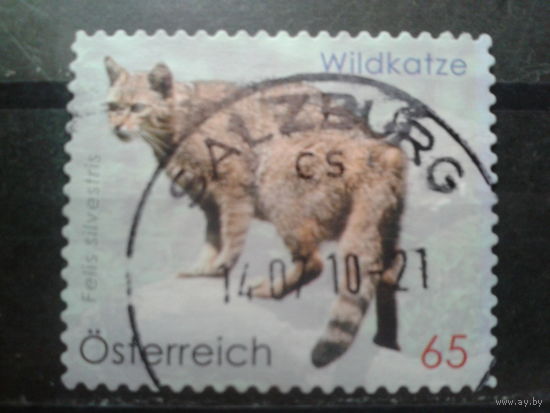 Wildkatze
SALZBURG
CS
Felis silvestris
14.07.10-21
Österreich
65
www.ay.by